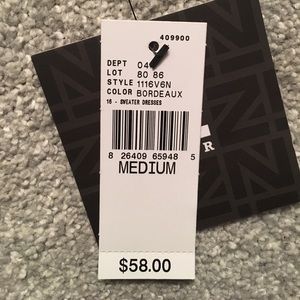 409900
DEPT 04
LOT 80 86
STYLE 1116V6N
COLOR BORDEAUX
16 - SWEATER DRESSES
8 26409 65948 5
MEDIUM
$58.00
R